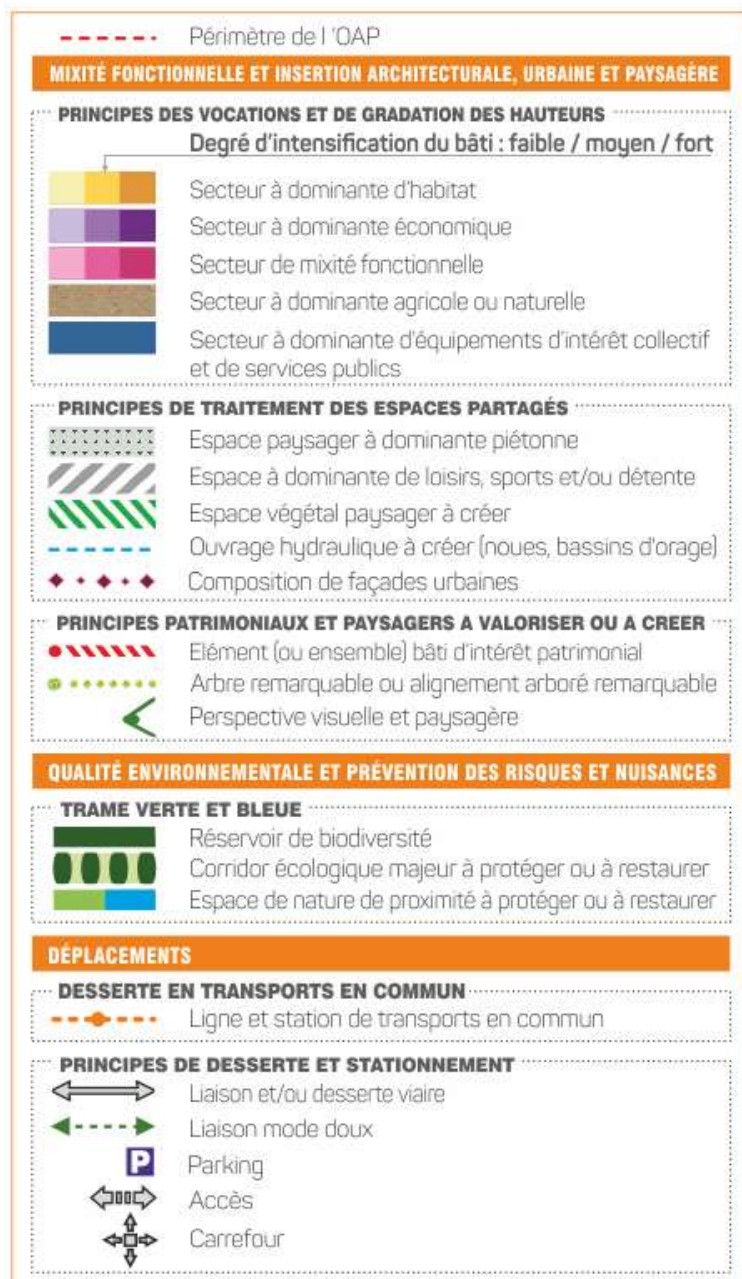 Périmètre de l 'OAP
MIXITÉ FONCTIONNELLE ET INSERTION ARCHITECTURALE, URBAINE ET PAYSAGÈRE
PRINCIPES DES VOCATIONS ET DE GRADATION DES HAUTEURS
Degré d'intensification du bâti : faible / moyen / fort
Secteur à dominante d'habitat
Secteur à dominante économique
Secteur de mixité fonctionnelle
Secteur à dominante agricole ou naturelle
Secteur à dominante d'équipements d'intérêt collectif
et de services publics
PRINCIPES DE TRAITEMENT DES ESPACES PARTAGÉS
Espace paysager à dominante piétonne
Espace à dominante de loisirs, sports et/ou détente
Espace végétal paysager à créer
Ouvrage hydraulique à créer (noues, bassins d'orage)
Composition de façades urbaines
PRINCIPES PATRIMONIAUX ET PAYSAGERS A VALORISER OU A CREER
Elément (ou ensemble) bâti d'intérêt patrimonial
Arbre remarquable ou alignement arboré remarquable
Perspective visuelle et paysagère
QUALITÉ ENVIRONNEMENTALE ET PRÉVENTION DES RISQUES ET NUISANCES
TRAME VERTE ET BLEUE
Réservoir de biodiversité
Corridor écologique majeur à protéger ou à restaurer
Espace de nature de proximité à protéger ou à restaurer
DÉPLACEMENTS
DESSERTE EN TRANSPORTS EN COMMUN
Ligne et station de transports en commun
PRINCIPES DE DESSERTE ET STATIONNEMENT
Liaison et/ou desserte viaire
Liaison mode doux
P Parking
Accès
Carrefour